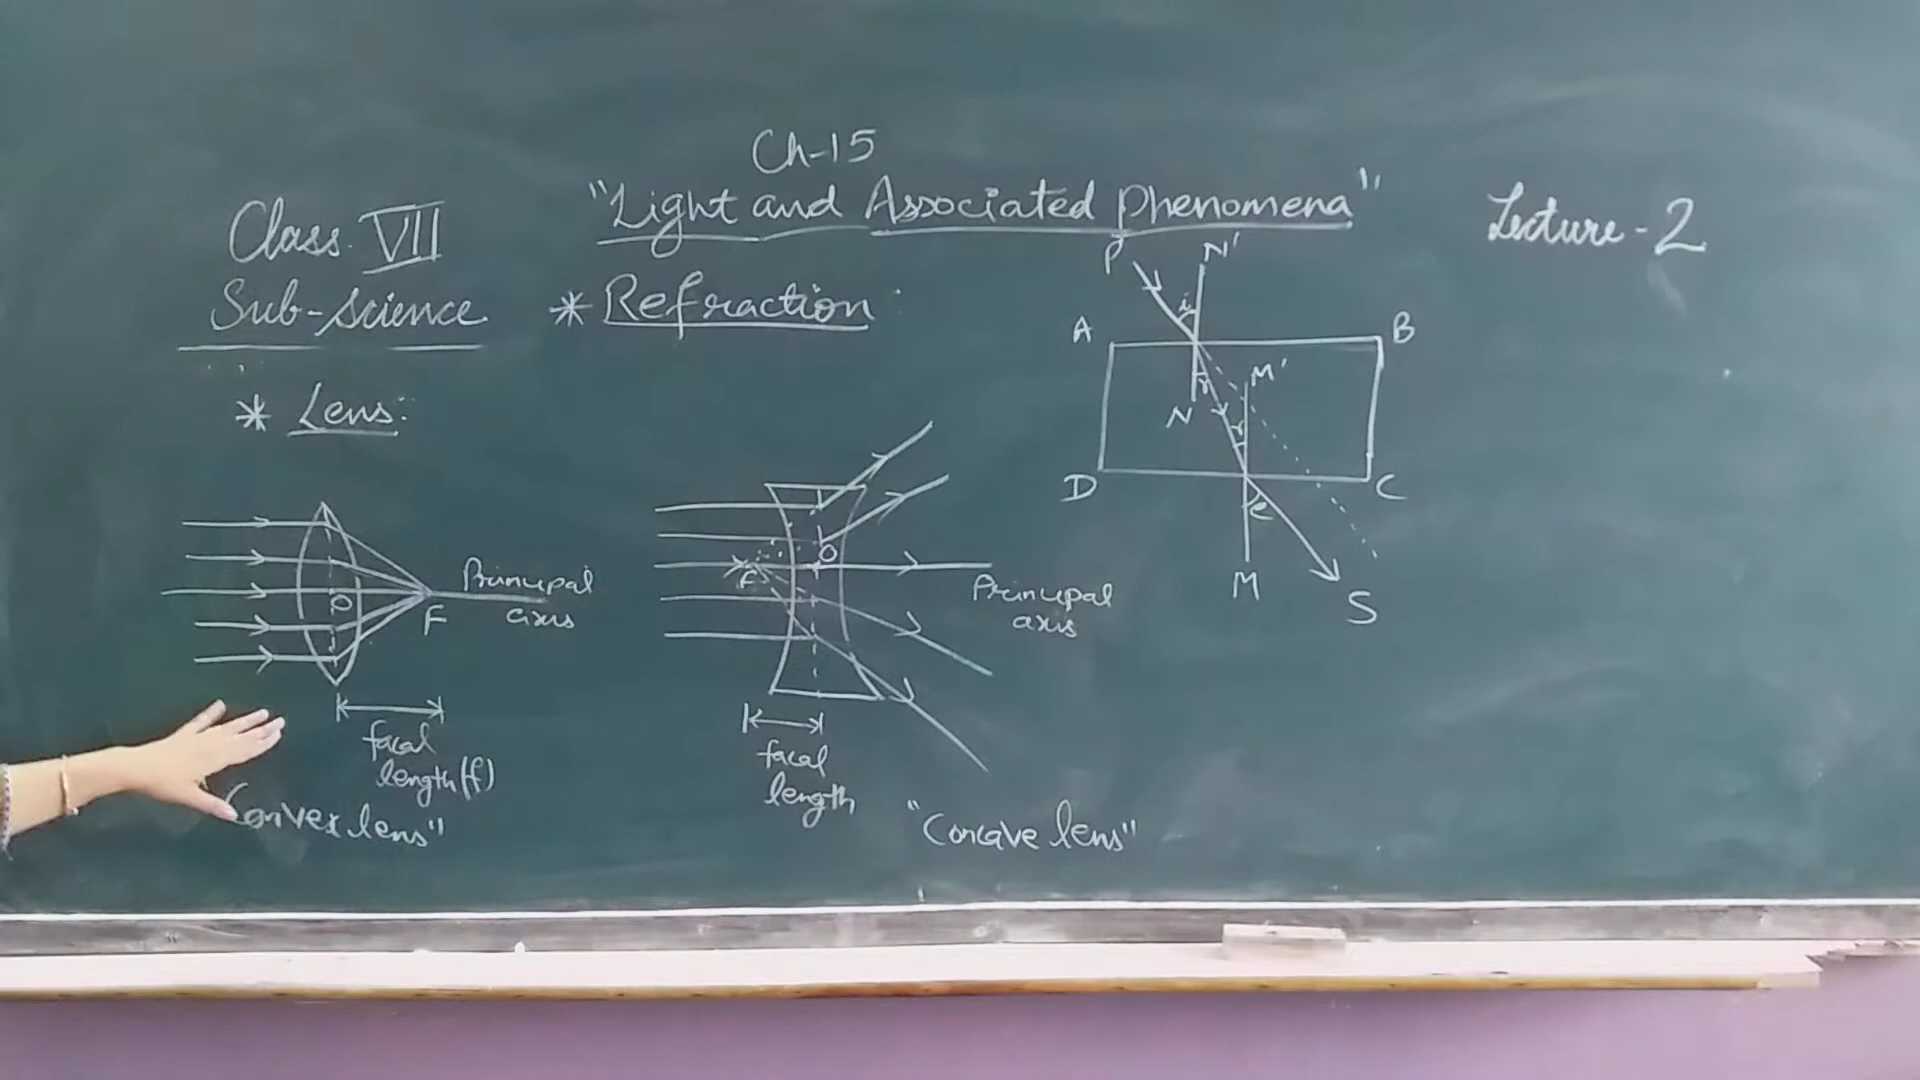 Ch-15
"Light and Associated phenomena"
Lecture-2
Class VII
Sub-science
* Refraction:
P N'
i
A B
r M'
N r
D C
e
M S
* Lens:
O F Principal
axis
focal
length(f)
Convex lens"
F O
Principal
axis
focal
length
"Concave lens"